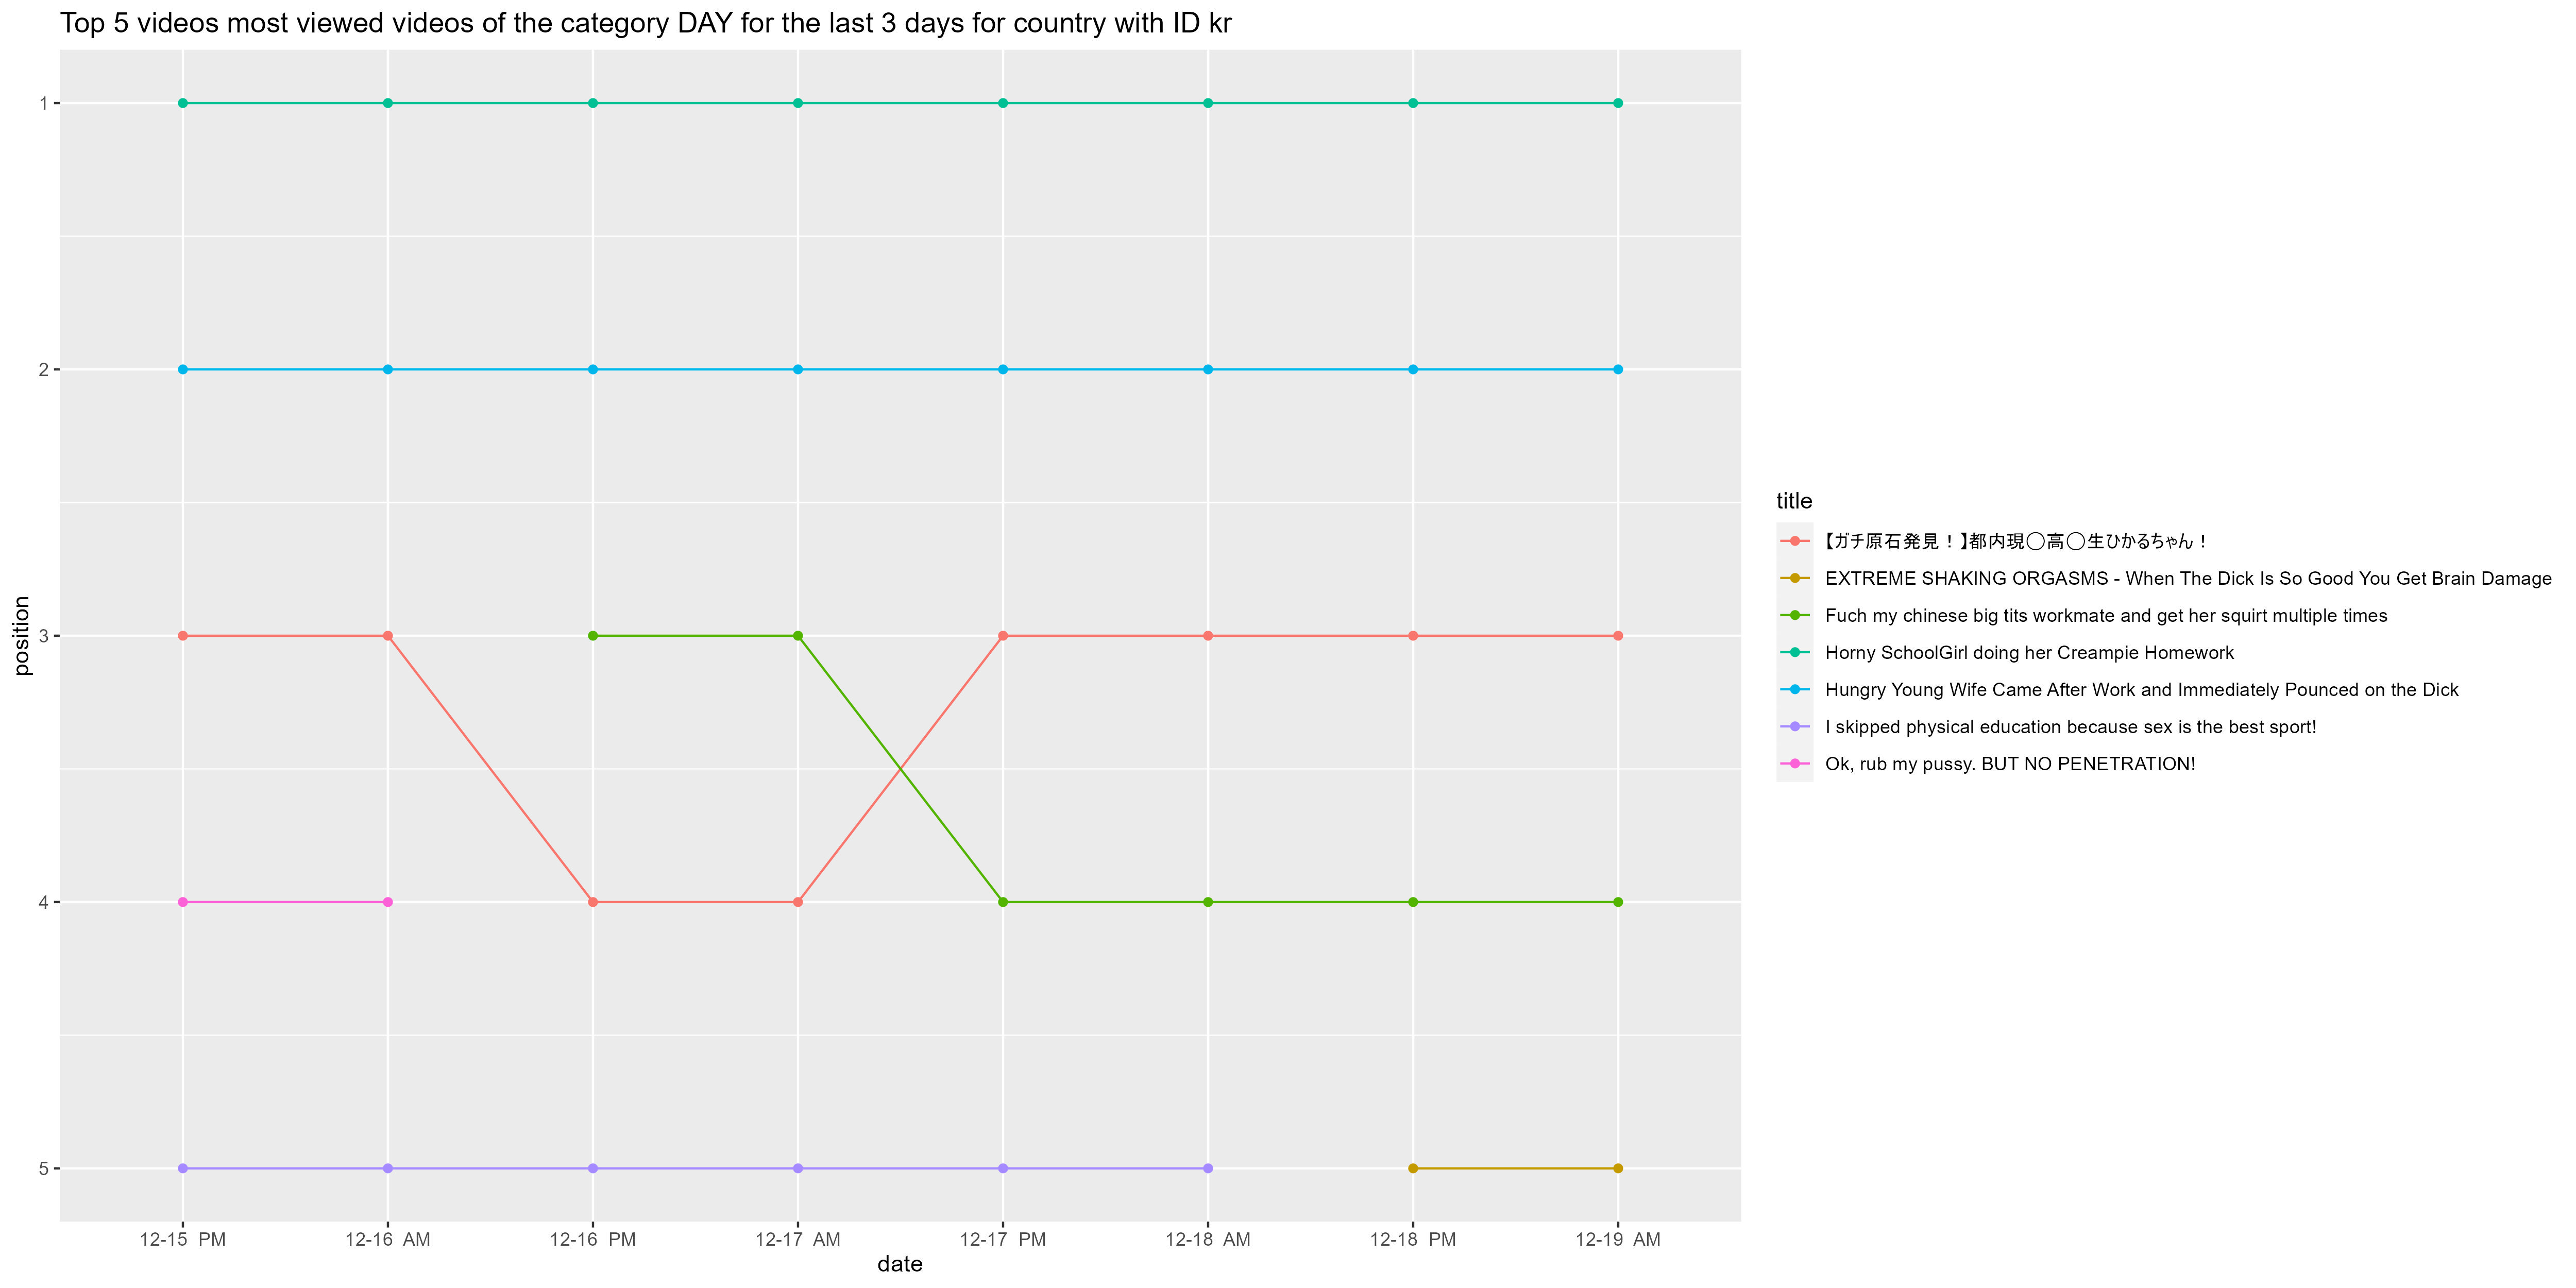 Top 5 videos most viewed videos of the category DAY for the last 3 days for country with ID kr
position
1
2
3
4
5
12-15 PM
12-16 AM
12-16 PM
12-17 AM
12-17 PM
12-18 AM
12-18 PM
12-19 AM
date
title
【ガチ原石発見！】都内現◯高◯生ひかるちゃん！
EXTREME SHAKING ORGASMS - When The Dick Is So Good You Get Brain Damage
Fuch my chinese big tits workmate and get her squirt multiple times
Horny SchoolGirl doing her Creampie Homework
Hungry Young Wife Came After Work and Immediately Pounced on the Dick
I skipped physical education because sex is the best sport!
Ok, rub my pussy. BUT NO PENETRATION!